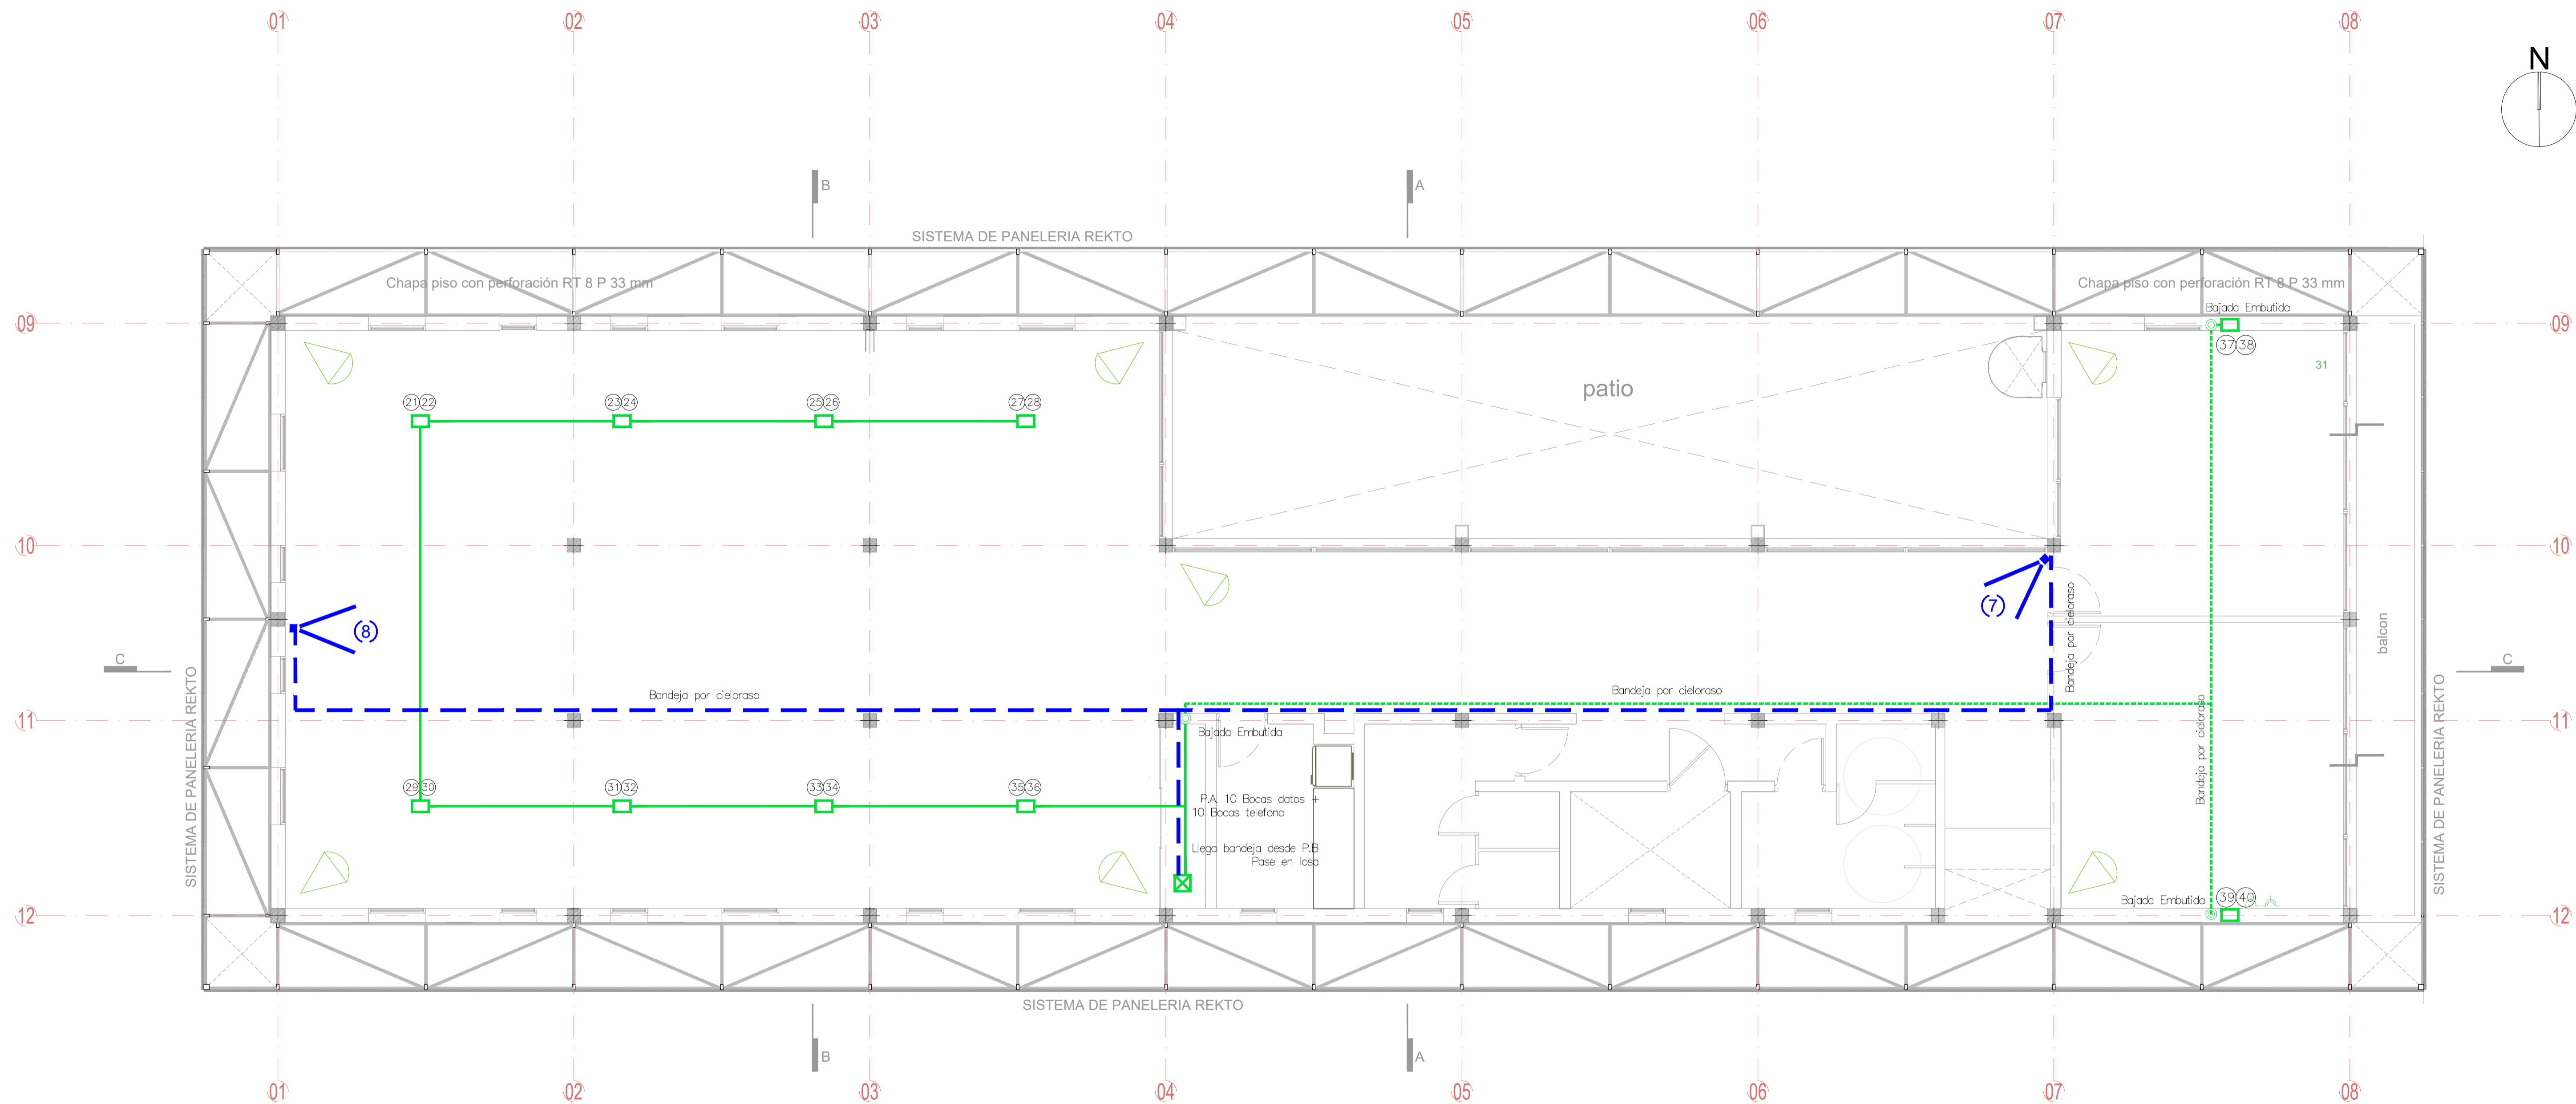 01 02 03 04 05 06 07 08
N
B A
SISTEMA DE PANELERIA REKTO
Chapa piso con perforación RT 8 P 33 mm
Chapa piso con perforación RT 8 P 33 mm
Bajada Embutida
09 09
37 38
31
patio
21 22 23 24 25 26 27 28
10 10
(7)
(8)
Bandeja por cieloraso
balcon
C C
SISTEMA DE PANELERIA REKTO
SISTEMA DE PANELERIA REKTO
Bandeja por cieloraso
Bandeja por cieloraso
Bandeja por cieloraso
11 11
Bajada Embutida
29 30 31 32 33 34 35 36
P.A. 10 Bocas datos +
10 Bocas telefono
Llega bandeja desde P.B
Pase en losa
Bajada Embutida
39 40
12 12
SISTEMA DE PANELERIA REKTO
B A
01 02 03 04 05 06 07 08